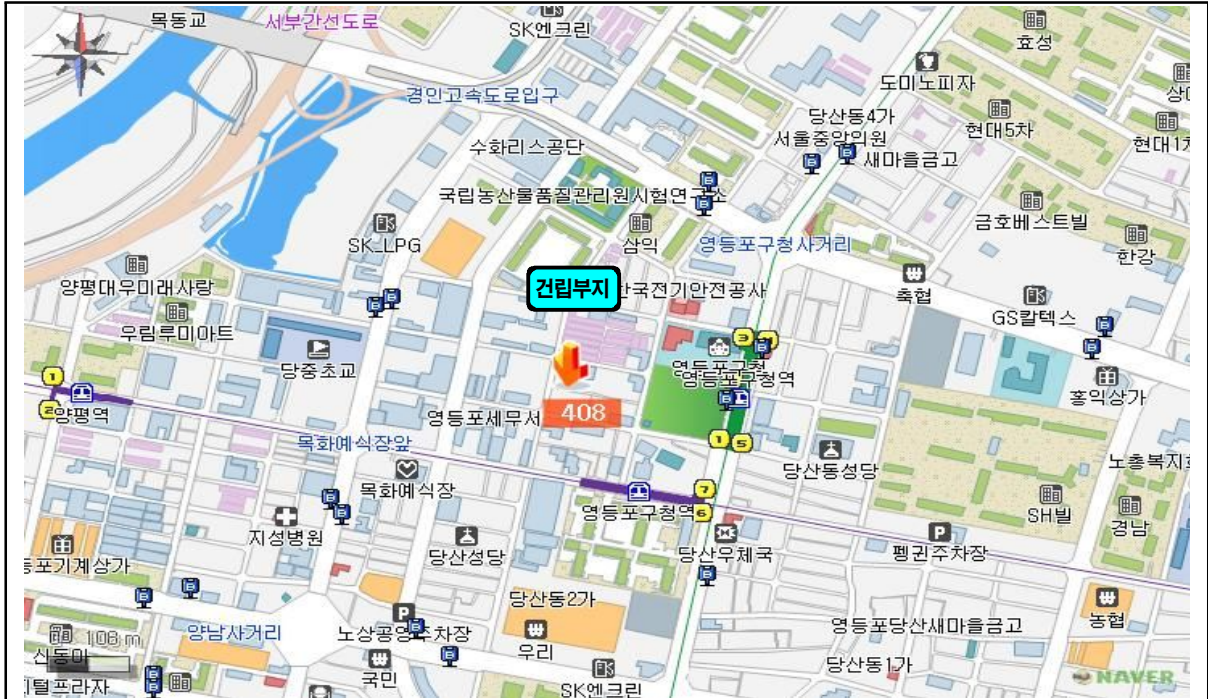 목동교
서부간선도로
SK엔크린
효성
도미노피자
경인고속도로입구
당산동4가
서울중앙의원
현대5차
현대1차
수화리스공단
새마을금고
국립농산물품질관리원시험연구소
SK_LPG
삼익
영등포구청사거리
금호베스트빌
한강
양평대우미래사랑
건립부지
한국전기안전공사
축협
GS칼텍스
우림루미아트
당중초교
영등포구청
영등포구청역
홍익상가
양평역
영등포세무서
408
목화예식장앞
당산동성당
목화예식장
영등포구청역
SH빌
경남
지성병원
당산성당
당산우체국
펭귄주차장
당산동2가
양남사거리
노상공영주차장
우리
영등포당산새마을금고
농협
108 m
신동아
국민
SK엔크린
당산동1가
NAVER
1
2
3
1
5
7
6